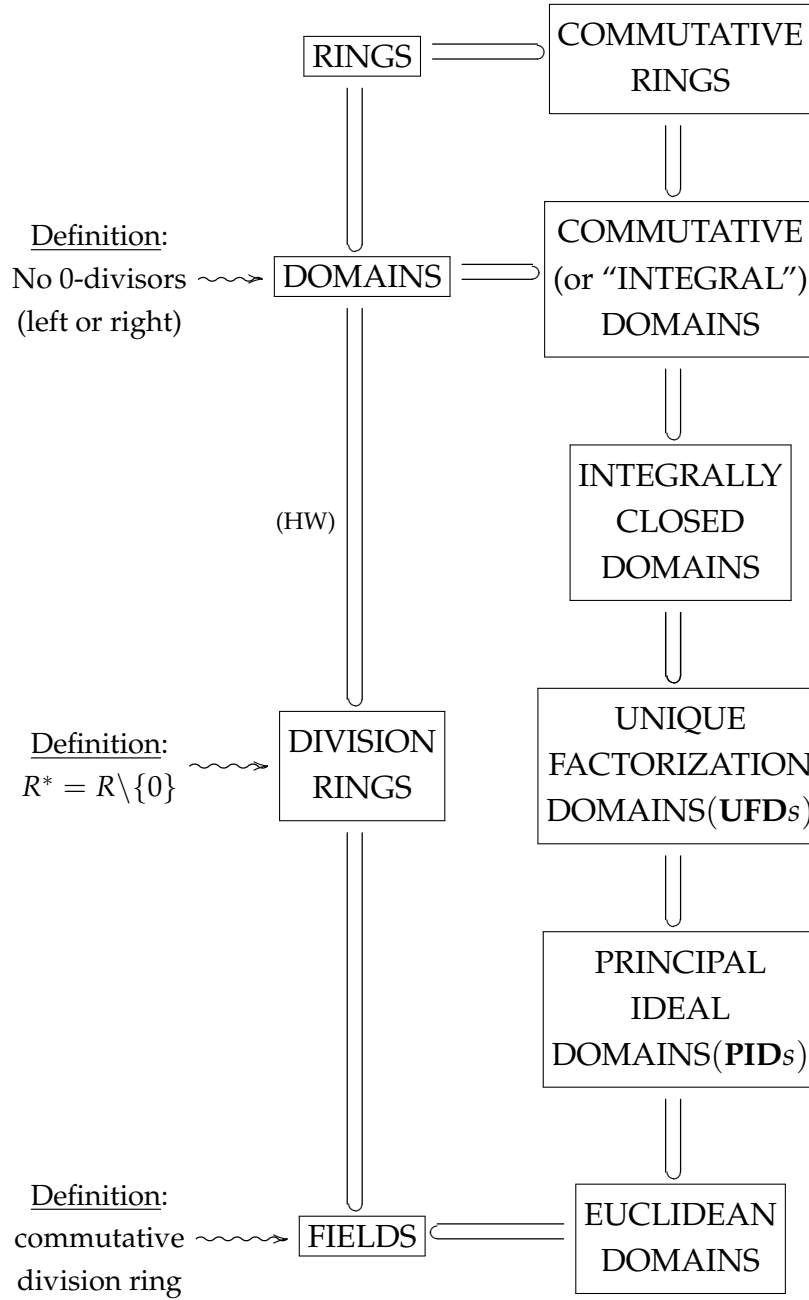 RINGS
COMMUTATIVE
RINGS
Definition:
No 0-divisors
(left or right)
DOMAINS
COMMUTATIVE
(or “INTEGRAL”)
DOMAINS
INTEGRALLY
CLOSED
DOMAINS
(HW)
Definition:
R* = R\{0}
DIVISION
RINGS
UNIQUE
FACTORIZATION
DOMAINS(UFDs)
PRINCIPAL
IDEAL
DOMAINS(PIDs)
Definition:
commutative
division ring
FIELDS
EUCLIDEAN
DOMAINS